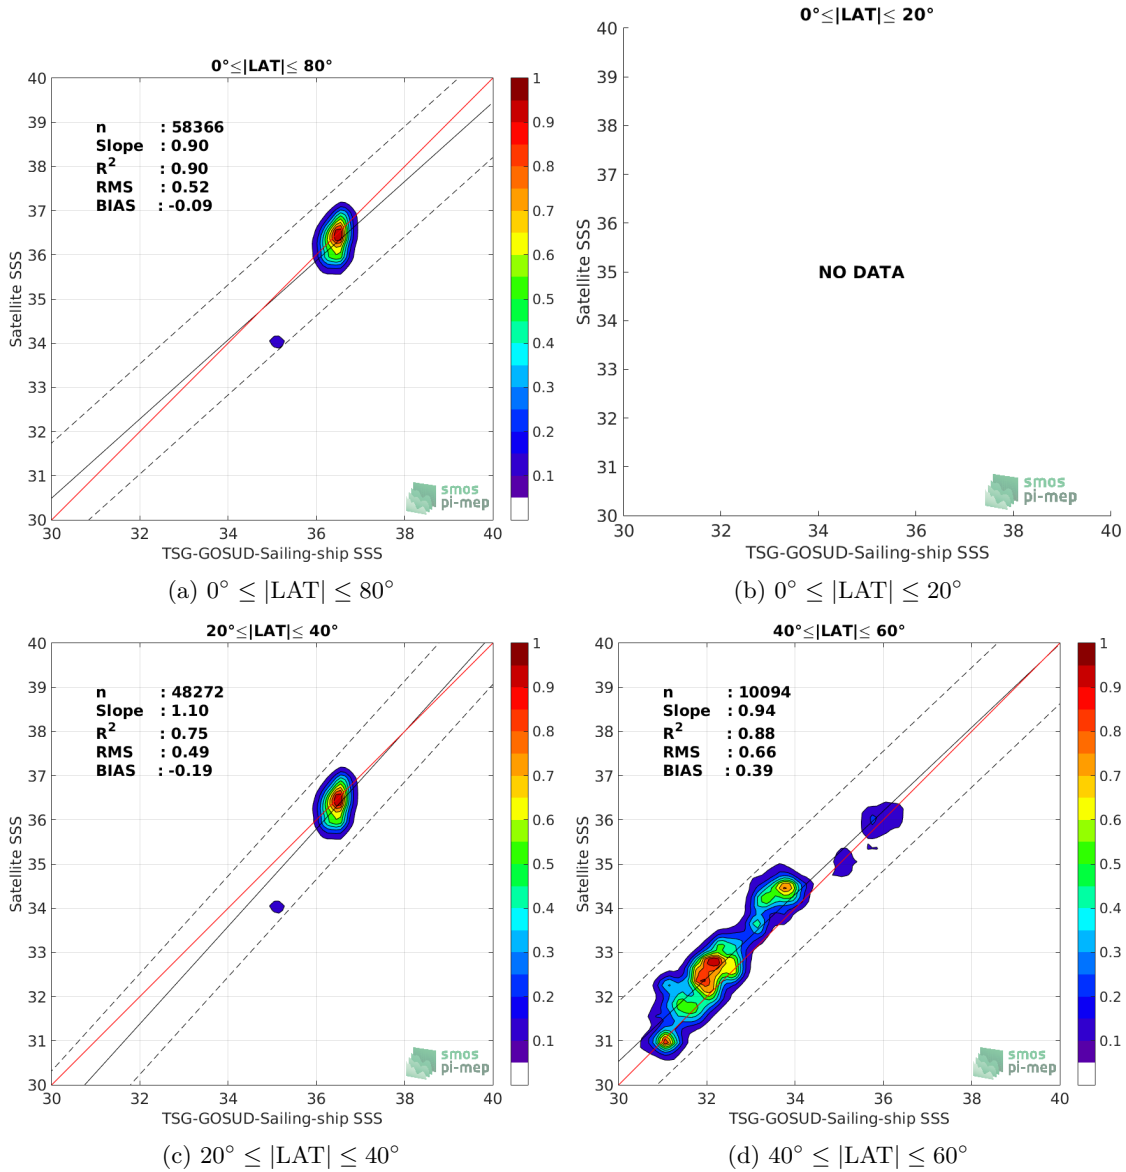 0°≤|LAT|≤ 80°
40
39
38
37
36
35
34
33
32
31
30
Satellite SSS
n : 58366
Slope : 0.90
R² : 0.90
RMS : 0.52
BIAS : -0.09
smos
pi-mep
30 32 34 36 38 40
TSG-GOSUD-Sailing-ship SSS
1
0.9
0.8
0.7
0.6
0.5
0.4
0.3
0.2
0.1
(a) 0° ≤ |LAT| ≤ 80°
0°≤|LAT|≤ 20°
40
39
38
37
36
35
34
33
32
31
30
Satellite SSS
NO DATA
smos
pi-mep
30 32 34 36 38 40
TSG-GOSUD-Sailing-ship SSS
(b) 0° ≤ |LAT| ≤ 20°
20°≤|LAT|≤ 40°
40
39
38
37
36
35
34
33
32
31
30
Satellite SSS
n : 48272
Slope : 1.10
R² : 0.75
RMS : 0.49
BIAS : -0.19
smos
pi-mep
30 32 34 36 38 40
TSG-GOSUD-Sailing-ship SSS
1
0.9
0.8
0.7
0.6
0.5
0.4
0.3
0.2
0.1
(c) 20° ≤ |LAT| ≤ 40°
40°≤|LAT|≤ 60°
40
39
38
37
36
35
34
33
32
31
30
Satellite SSS
n : 10094
Slope : 0.94
R² : 0.88
RMS : 0.66
BIAS : 0.39
smos
pi-mep
30 32 34 36 38 40
TSG-GOSUD-Sailing-ship SSS
1
0.9
0.8
0.7
0.6
0.5
0.4
0.3
0.2
0.1
(d) 40° ≤ |LAT| ≤ 60°